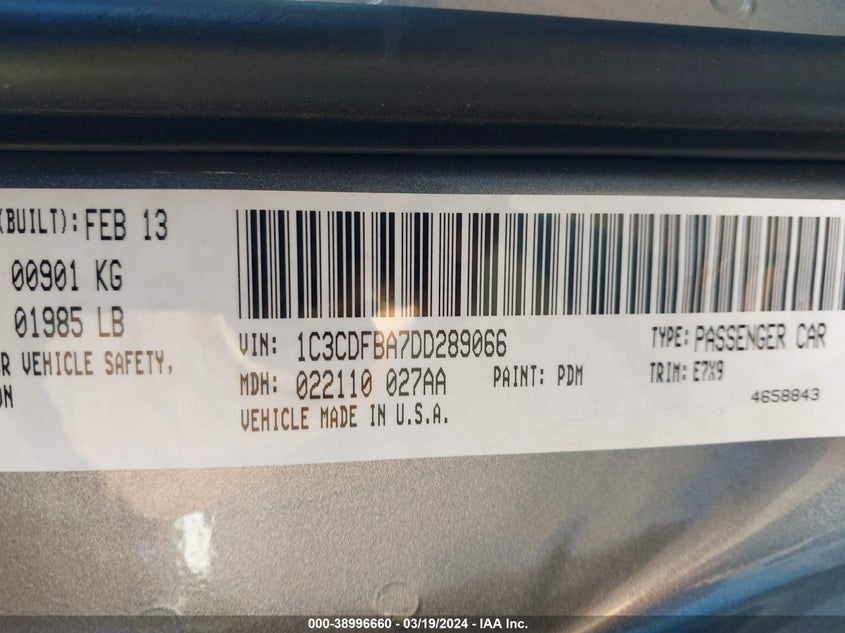 (BUILT): FEB 13
00901 KG
01985 LB
VEHICLE SAFETY,
VIN: 1C3CDFBA7DD289066
TYPE: PASSENGER CAR
MDH: 022110 027AA
PAINT: PDM
TRIM: E7X9
VEHICLE MADE IN U.S.A.
4658843
000-38996660 - 03/19/2024 - IAA Inc.